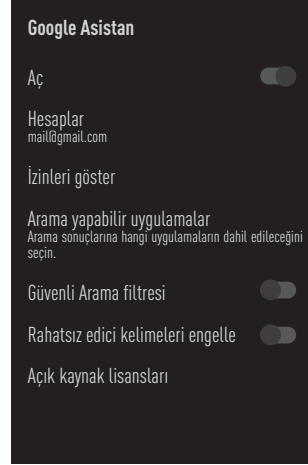 Google Asistan
Aç
Hesaplar
mail@gmail.com
İzinleri göster
Arama yapabilir uygulamalar
Arama sonuçlarına hangi uygulamaların dahil edileceğini
seçin.
Güvenli Arama filtresi
Rahatsız edici kelimeleri engelle
Açık kaynak lisansları